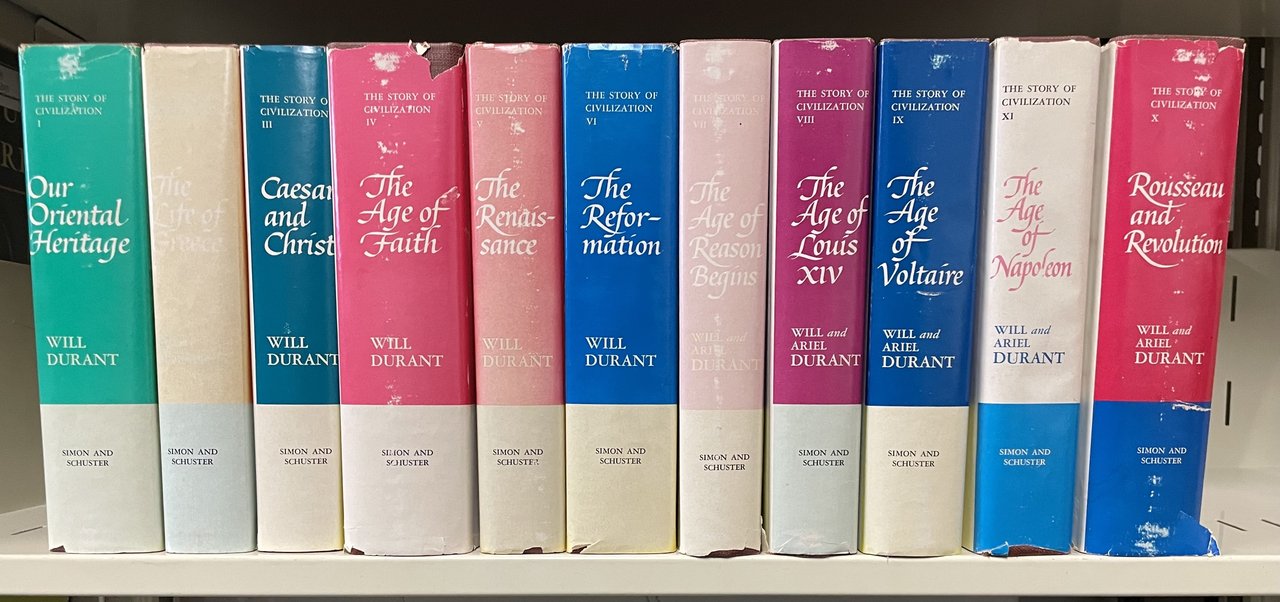 THE STORY OF
CIVILIZATION
I
Our
Oriental
Heritage
WILL
DURANT
SIMON AND
SCHUSTER
The
Life of
Greece
SIMON AND
SCHUSTER
THE STORY O
CIVILIZATION
III
Caesar
and
Christ
WILL
DURANT
SIMON AND
SCHUSTER
THE STORY OF
CIVILIZATION
IV
The
Age of
Faith
WILL
DURANT
SIMON AND
SCHUSTER
THE STORY OF
CIVILIZATION
V
The
Renais-
sance
WILL
DURANT
SIMON AND
SCHUSTER
THE STORY OF
CIVILIZATION
VI
The
Refor-
mation
WILL
DURANT
SIMON AND
SCHUSTER
THE STORY OF
CIVILIZATION
VII
The
Age of
Reason
Begins
WILL and
ARIEL
DURANT
SIMON AND
SCHUSTER
THE STORY OF
CIVILIZATION
VIII
The
Age of
Louis
XIV
WILL and
ARIEL
DURANT
SIMON AND
SCHUSTER
THE STORY OF
CIVILIZATION
IX
The
Age
of
Voltaire
WILL and
ARIEL
DURANT
SIMON AND
SCHUSTER
THE STORY OF
CIVILIZATION
XI
The
Age
of
Napoleon
WILL and
ARIEL
DURANT
SIMON AND
SCHUSTER
THE STORY OF
CIVILIZATION
X
Rousseau
and
Revolution
WILL and
ARIEL
DURANT
SIMON AND
SCHUSTER